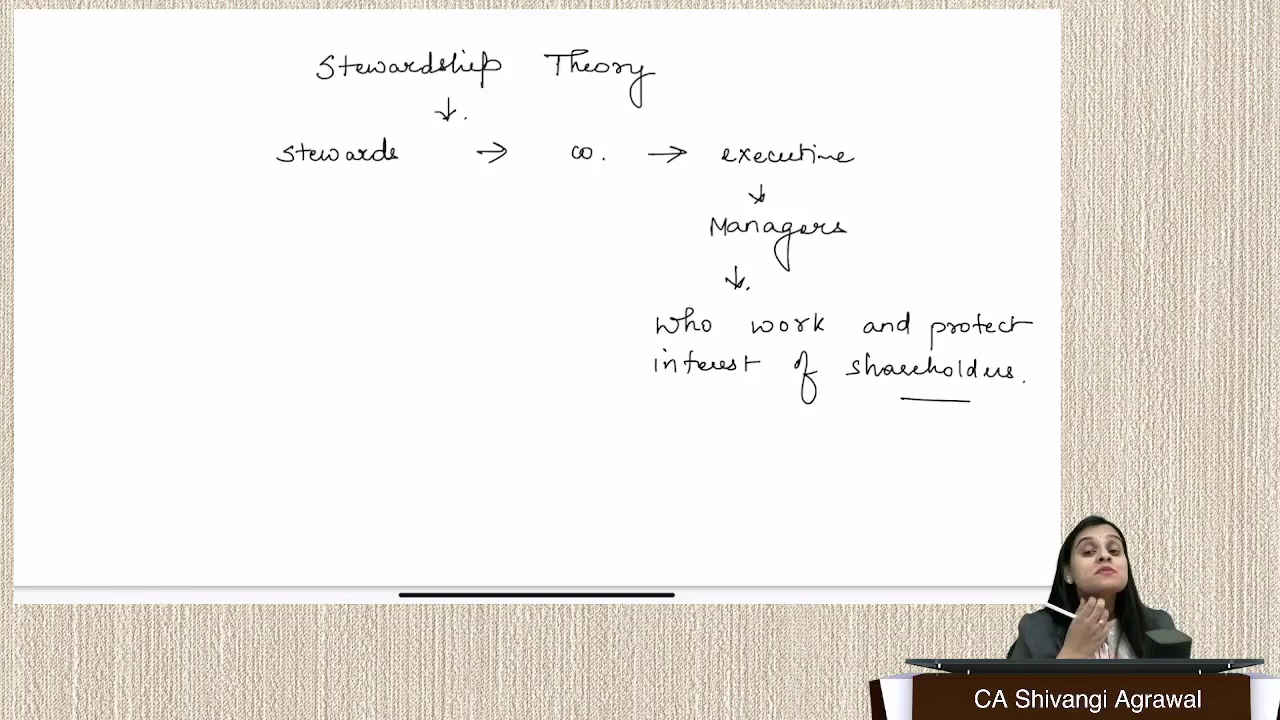 Stewardship Theory
↓.
Stewards → co. → executive
↓
Managers
↓.
Who work and protect
interest of shareholders.
CA Shivangi Agrawal